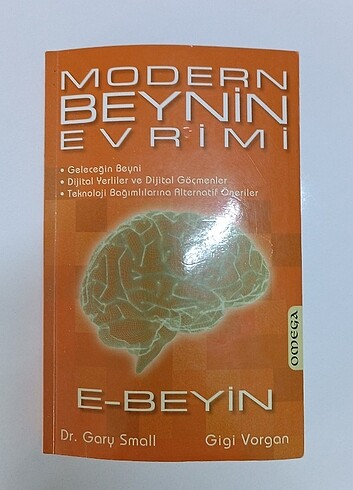 MODERN
BEYNİN
EVRİMİ
• Geleceğin Beyni
• Dijital Yerliler ve Dijital Göçmenler
• Teknoloji Bağımlılarına Alternatif Öneriler
OMEGA
E-BEYİN
Dr. Gary Small Gigi Vorgan